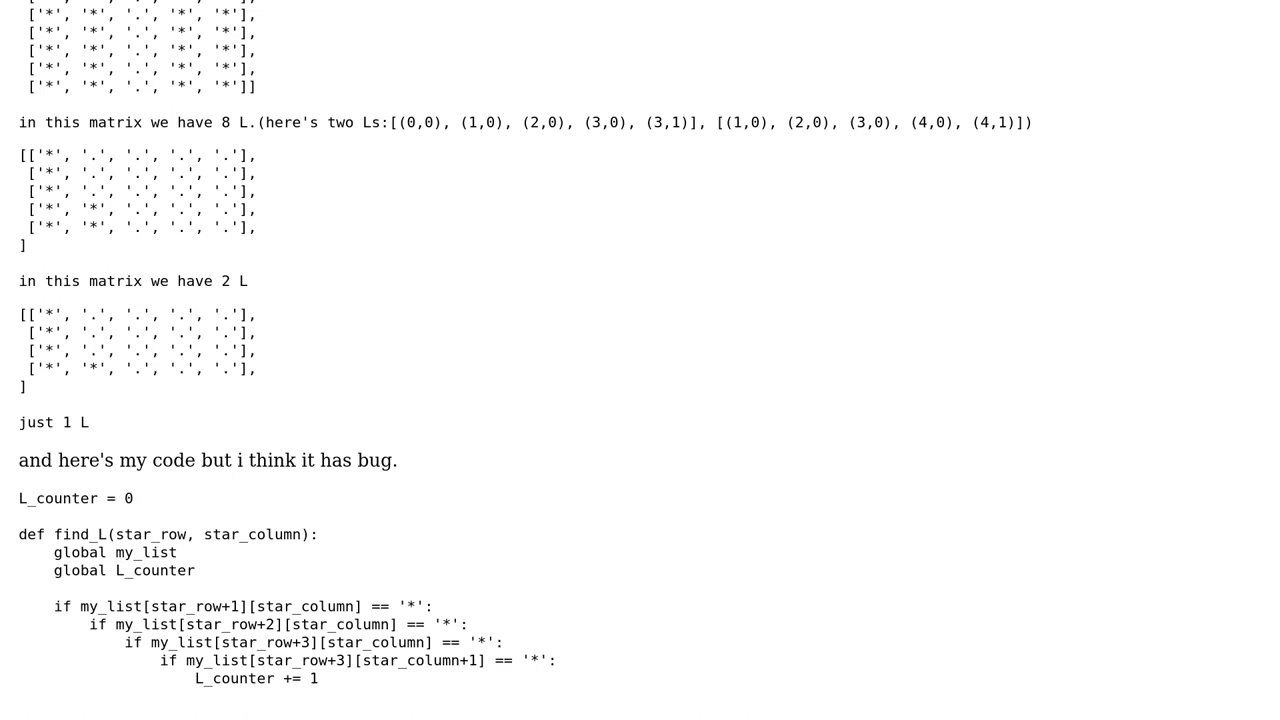 ['*', '*', '.', '*', '*'],
['*', '*', '.', '*', '*'],
['*', '*', '.', '*', '*'],
['*', '*', '.', '*', '*'],
['*', '*', '.', '*', '*']]
in this matrix we have 8 L.(here's two Ls:[(0,0), (1,0), (2,0), (3,0), (3,1)], [(1,0), (2,0), (3,0), (4,0), (4,1)])
[['*', '.', '.', '.', '.'],
['*', '.', '.', '.', '.'],
['*', '.', '.', '.', '.'],
['*', '*', '.', '.', '.'],
['*', '*', '.', '.', '.'],
]
in this matrix we have 2 L
[['*', '.', '.', '.', '.'],
['*', '.', '.', '.', '.'],
['*', '.', '.', '.', '.'],
['*', '*', '.', '.', '.'],
]
just 1 L
and here's my code but i think it has bug.
L_counter = 0
def find_L(star_row, star_column):
global my_list
global L_counter
if my_list[star_row+1][star_column] == '*':
if my_list[star_row+2][star_column] == '*':
if my_list[star_row+3][star_column] == '*':
if my_list[star_row+3][star_column+1] == '*':
L_counter += 1